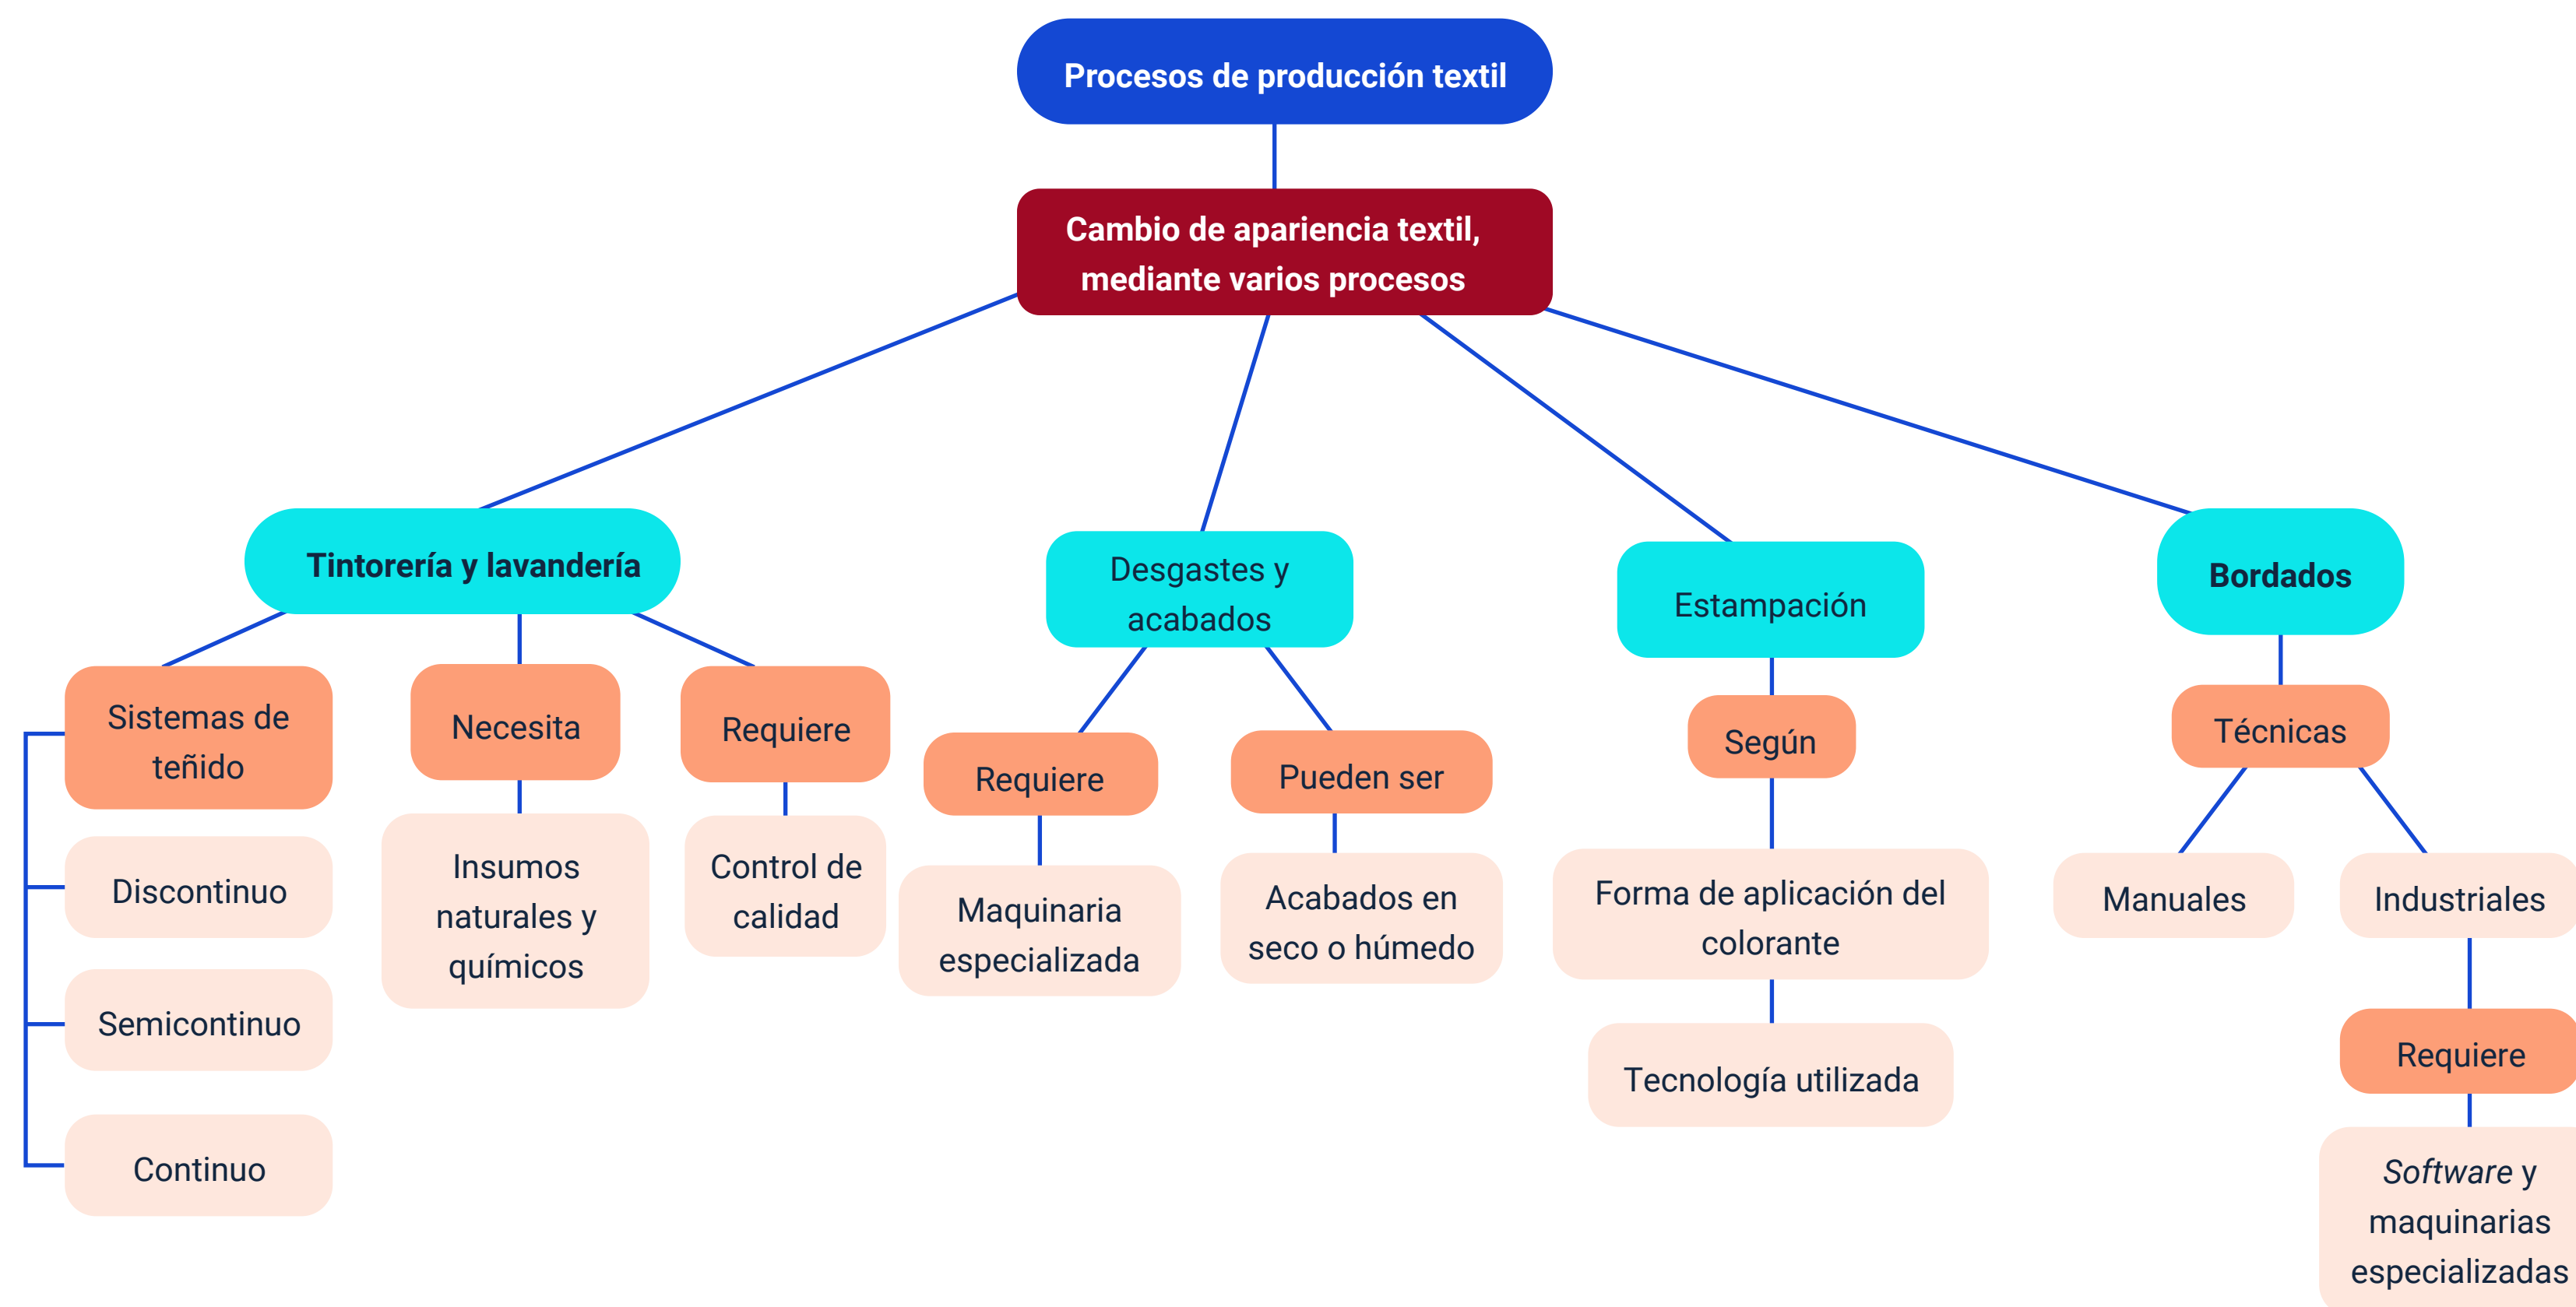 Procesos de producción textil
Cambio de apariencia textil,
mediante varios procesos
Tintorería y lavandería
Desgastes y
acabados
Estampación
Bordados
Sistemas de
teñido
Necesita
Requiere
Requiere
Pueden ser
Según
Técnicas
Discontinuo
Semicontinuo
Continuo
Insumos
naturales y
químicos
Control de
calidad
Maquinaria
especializada
Acabados en
seco o húmedo
Forma de aplicación del
colorante
Tecnología utilizada
Manuales
Industriales
Requiere
Software y
maquinarias
especializadas